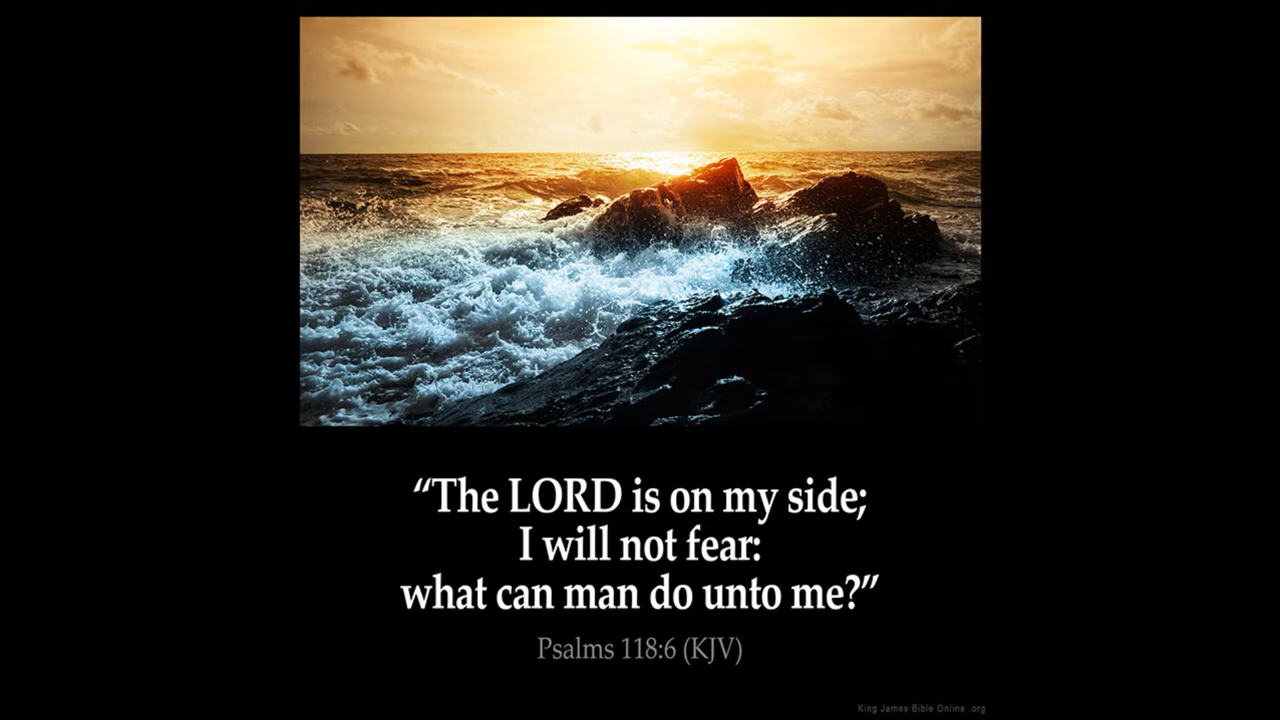 “The LORD is on my side;
I will not fear:
what can man do unto me?”
Psalms 118:6 (KJV)
King James Bible Online .org